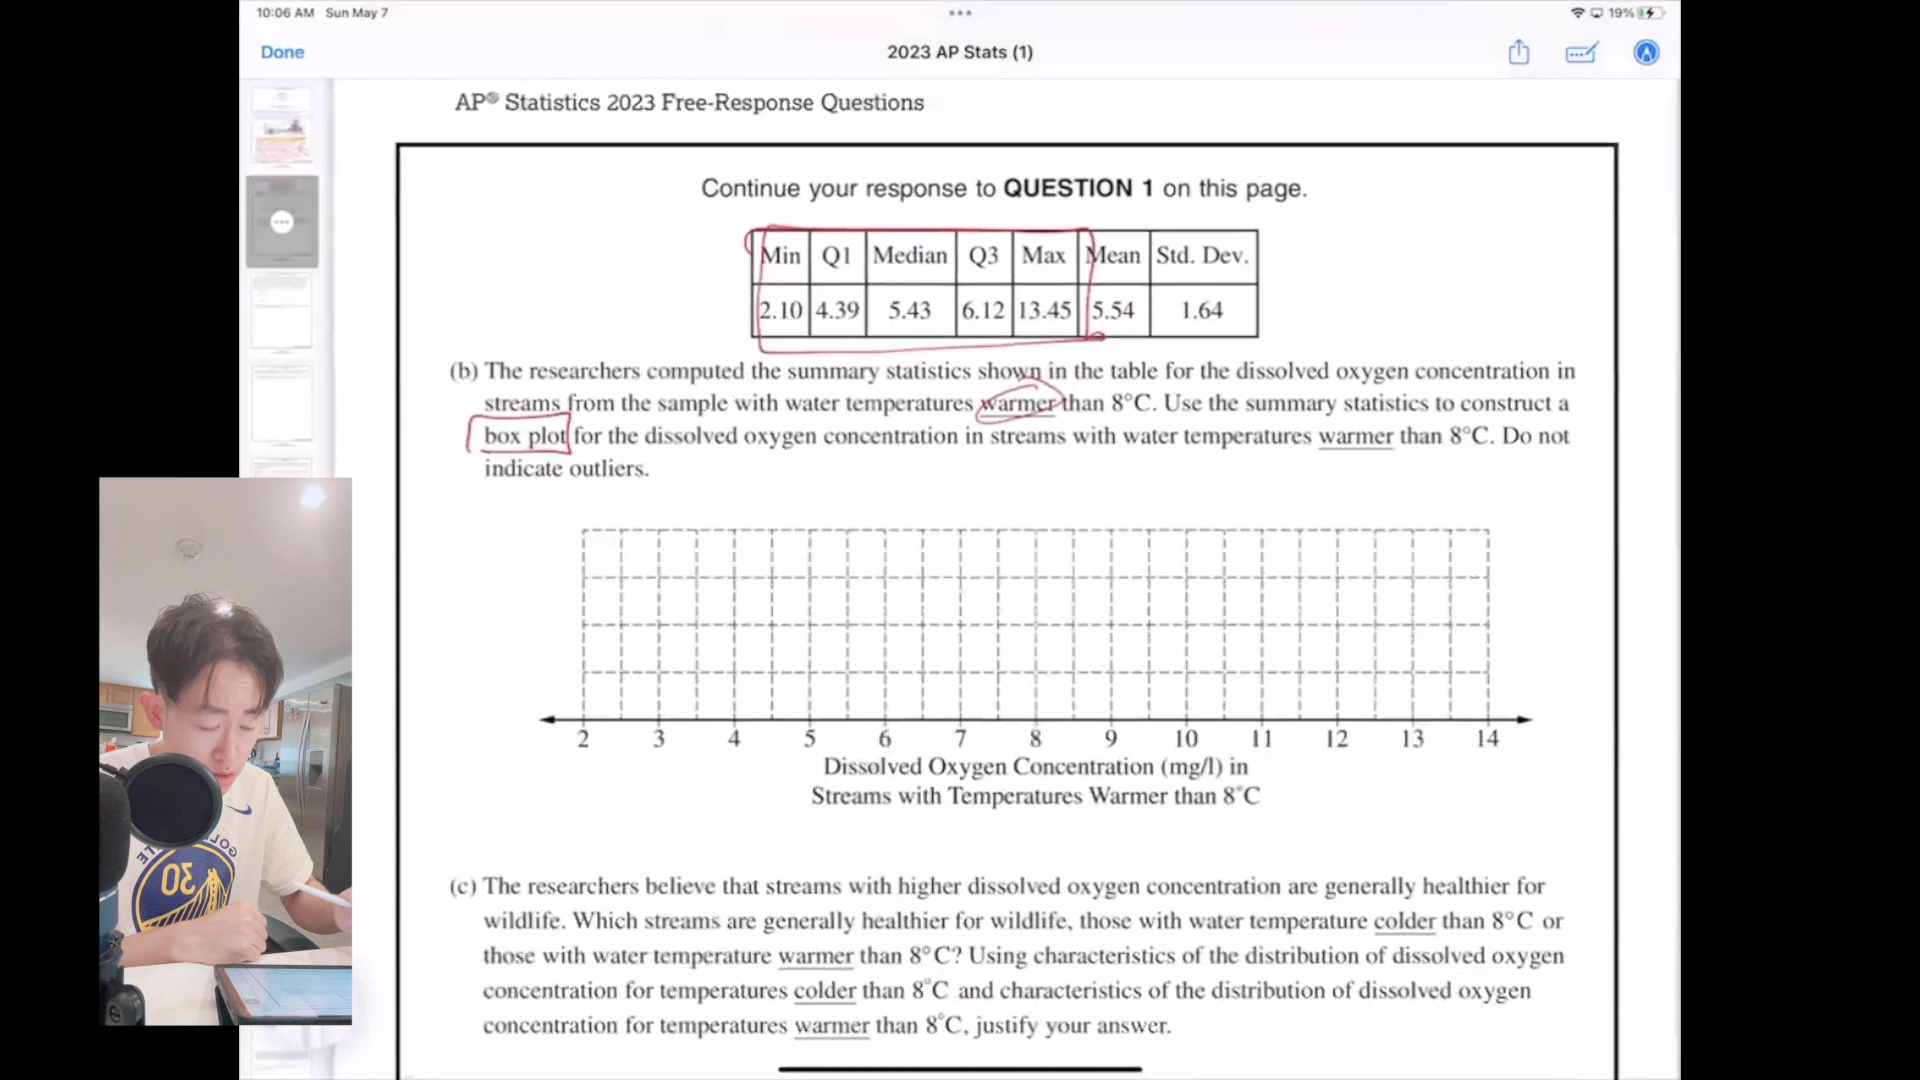 10:06 AM Sun May 7
19%
Done
2023 AP Stats (1)
AP® Statistics 2023 Free-Response Questions
Continue your response to QUESTION 1 on this page.
Min Q1 Median Q3 Max Mean Std. Dev.
2.10 4.39 5.43 6.12 13.45 5.54 1.64
(b) The researchers computed the summary statistics shown in the table for the dissolved oxygen concentration in
streams from the sample with water temperatures warmer than 8°C. Use the summary statistics to construct a
box plot for the dissolved oxygen concentration in streams with water temperatures warmer than 8°C. Do not
indicate outliers.
2 3 4 5 6 7 8 9 10 11 12 13 14
Dissolved Oxygen Concentration (mg/l) in
Streams with Temperatures Warmer than 8°C
(c) The researchers believe that streams with higher dissolved oxygen concentration are generally healthier for
wildlife. Which streams are generally healthier for wildlife, those with water temperature colder than 8°C or
those with water temperature warmer than 8°C? Using characteristics of the distribution of dissolved oxygen
concentration for temperatures colder than 8°C and characteristics of the distribution of dissolved oxygen
concentration for temperatures warmer than 8°C, justify your answer.
30